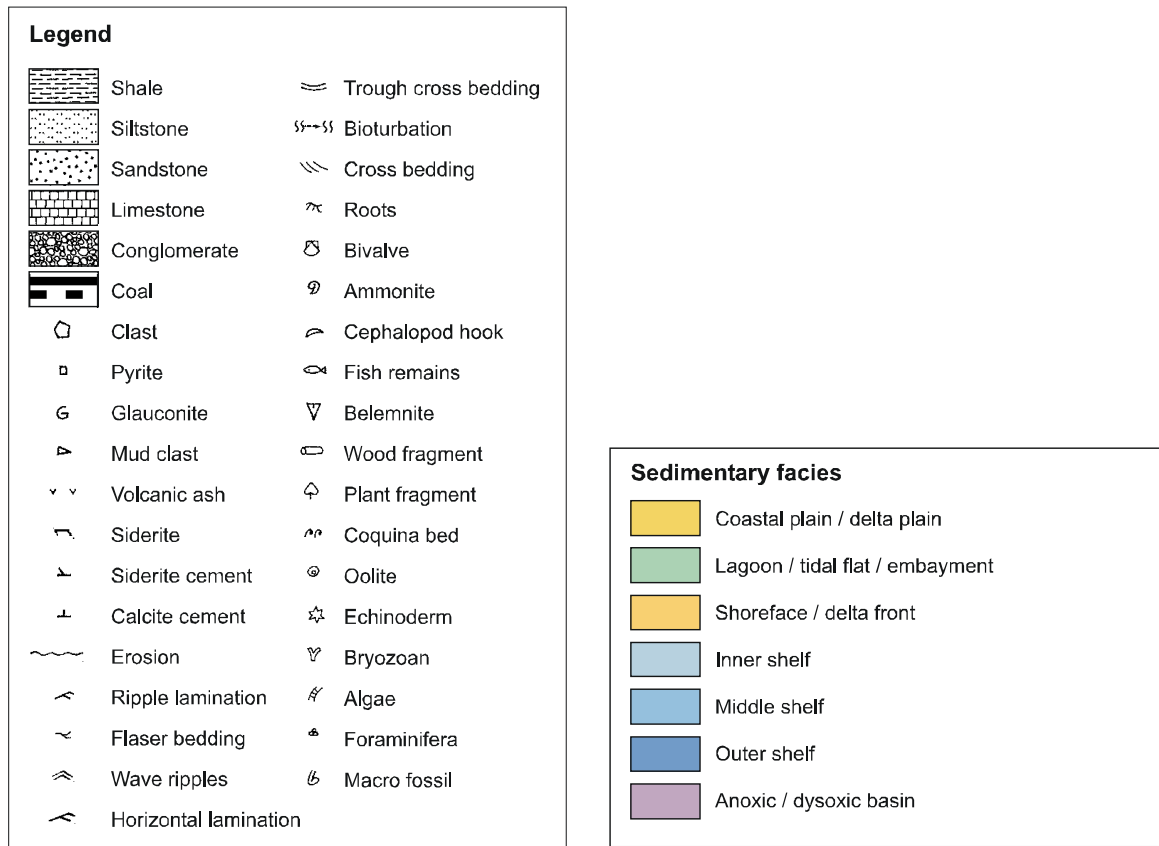 Legend
Shale
Siltstone
Sandstone
Limestone
Conglomerate
Coal
Clast
Pyrite
Glauconite
Mud clast
Volcanic ash
Siderite
Siderite cement
Calcite cement
Erosion
Ripple lamination
Flaser bedding
Wave ripples
Horizontal lamination
Trough cross bedding
Bioturbation
Cross bedding
Roots
Bivalve
Ammonite
Cephalopod hook
Fish remains
Belemnite
Wood fragment
Plant fragment
Coquina bed
Oolite
Echinoderm
Bryozoan
Algae
Foraminifera
Macro fossil
Sedimentary facies
Coastal plain / delta plain
Lagoon / tidal flat / embayment
Shoreface / delta front
Inner shelf
Middle shelf
Outer shelf
Anoxic / dysoxic basin